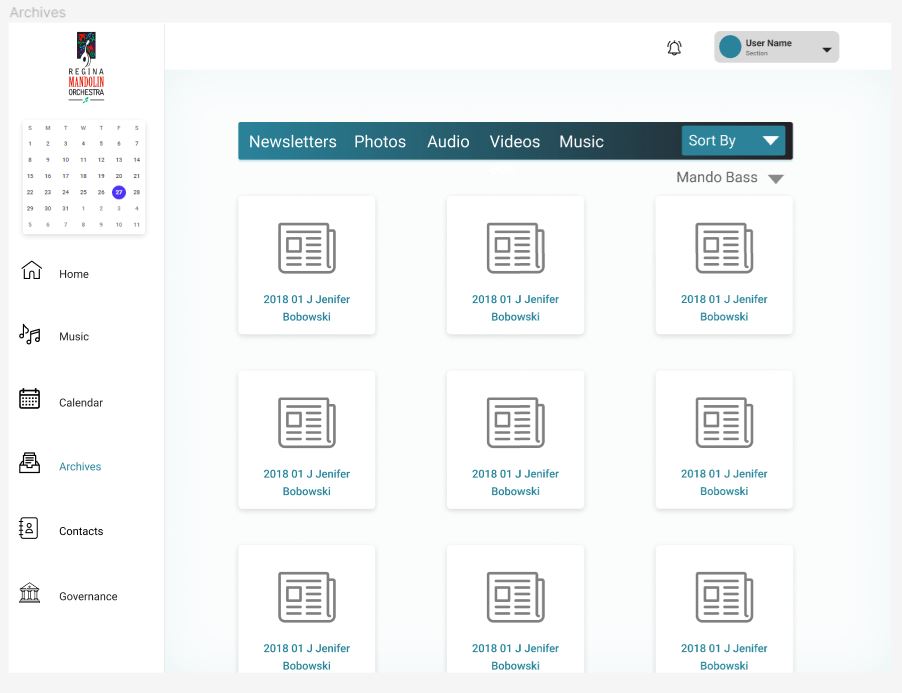 Archives
REGINA
MANDOLIN
ORCHESTRA
User Name
Section
S M T W T F S
1 2 3 4 5 6 7
8 9 10 11 12 13 14
15 16 17 18 19 20 21
22 23 24 25 26 27 28
29 30 31 1 2 3 4
5 6 7 8 9 10 11
Home
Music
Calendar
Archives
Contacts
Governance
Newsletters Photos Audio Videos Music Sort By
Mando Bass
2018 01 J Jenifer
Bobowski
2018 01 J Jenifer
Bobowski
2018 01 J Jenifer
Bobowski
2018 01 J Jenifer
Bobowski
2018 01 J Jenifer
Bobowski
2018 01 J Jenifer
Bobowski
2018 01 J Jenifer
Bobowski
2018 01 J Jenifer
Bobowski
2018 01 J Jenifer
Bobowski